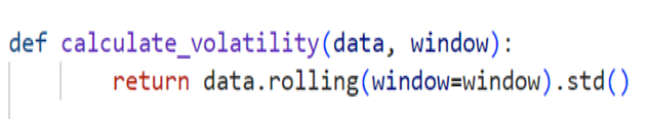 def calculate_volatility(data, window):
        return data.rolling(window=window).std()